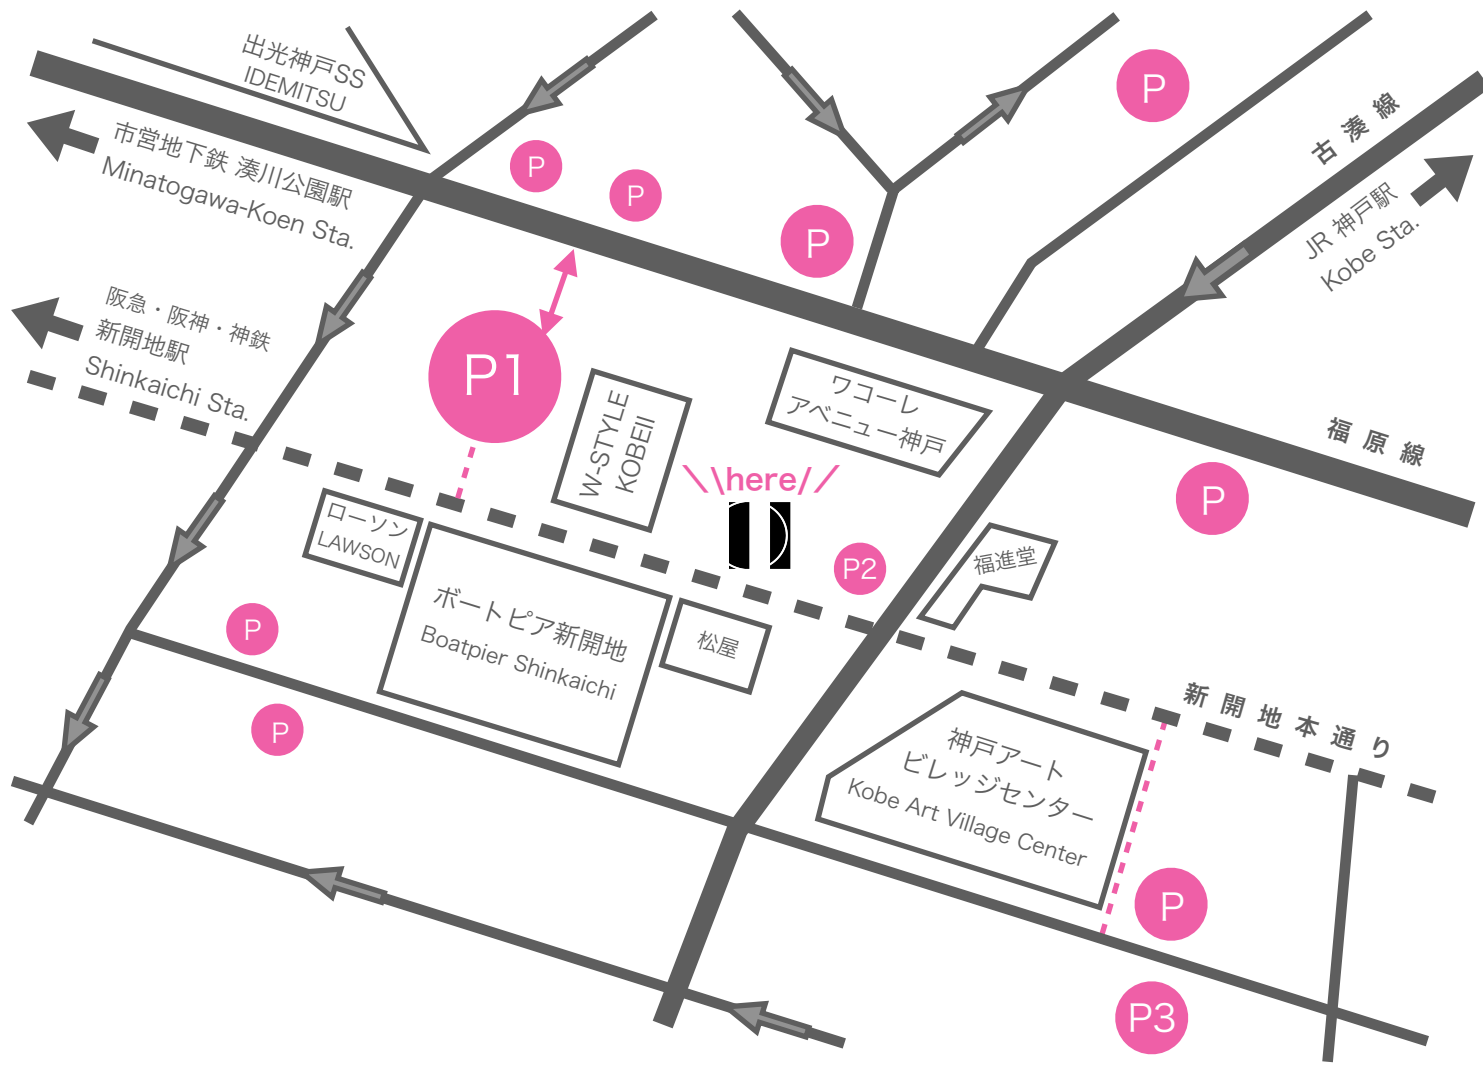 出光神戸SS
IDEMITSU
市営地下鉄 湊川公園駅
Minatogawa-Koen Sta.
阪急・阪神・神鉄
新開地駅
Shinkaichi Sta.
P
P
P
P
古湊線
JR 神戸駅
Kobe Sta.
P1
W-STYLE
KOBEII
ワコーレ
アベニュー神戸
福原線
P
\\here//
P2
福進堂
ローソン
LAWSON
ボートピア新開地
Boatpier Shinkaichi
松屋
P
P
新開地本通り
神戸アート
ビレッジセンター
Kobe Art Village Center
P
P3